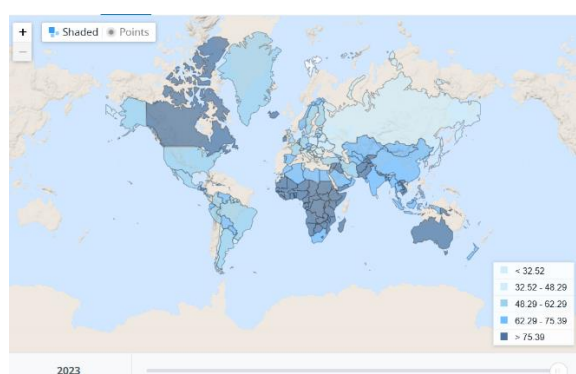 +
−
Shaded
Points
< 32.52
32.52 - 48.29
48.29 - 62.29
62.29 - 75.39
> 75.39
2023